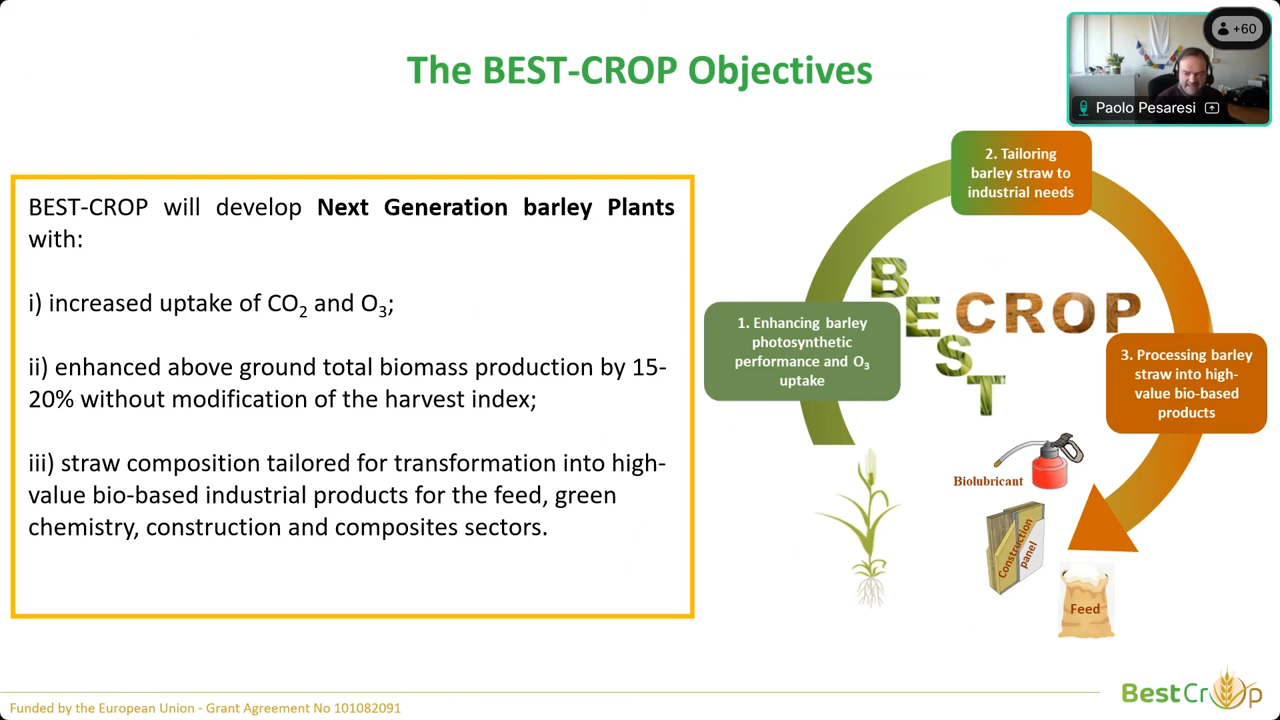 The BEST-CROP Objectives
+60
Paolo Pesaresi
BEST-CROP will develop Next Generation barley Plants
with:
i) increased uptake of CO₂ and O₃;
ii) enhanced above ground total biomass production by 15-
20% without modification of the harvest index;
iii) straw composition tailored for transformation into high-
value bio-based industrial products for the feed, green
chemistry, construction and composites sectors.
2. Tailoring
barley straw to
industrial needs
BEST
CROP
1. Enhancing barley
photosynthetic
performance and O₃
uptake
3. Processing barley
straw into high-
value bio-based
products
Biolubricant
Construction
panel
Feed
Funded by the European Union - Grant Agreement No 101082091
BestCrop